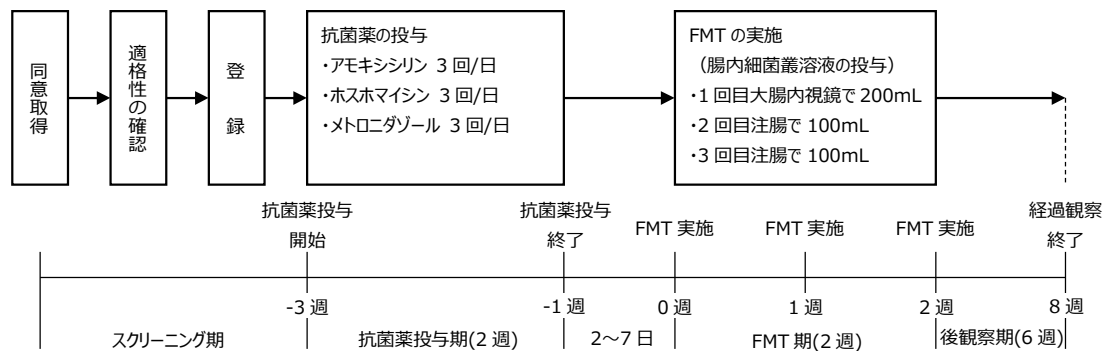 同意取得
適格性の確認
登録
抗菌薬の投与
・アモキシシリン 3 回/日
・ホスホマイシン 3 回/日
・メトロニダゾール 3 回/日
FMT の実施
（腸内細菌叢溶液の投与）
・1 回目大腸内視鏡で 200mL
・2 回目注腸で 100mL
・3 回目注腸で 100mL
抗菌薬投与
開始
抗菌薬投与
終了
FMT 実施
FMT 実施
FMT 実施
経過観察
終了
-3 週
-1 週
0 週
1 週
2 週
8 週
スクリーニング期
抗菌薬投与期(2 週)
2～7 日
FMT 期(2 週)
後観察期(6 週)